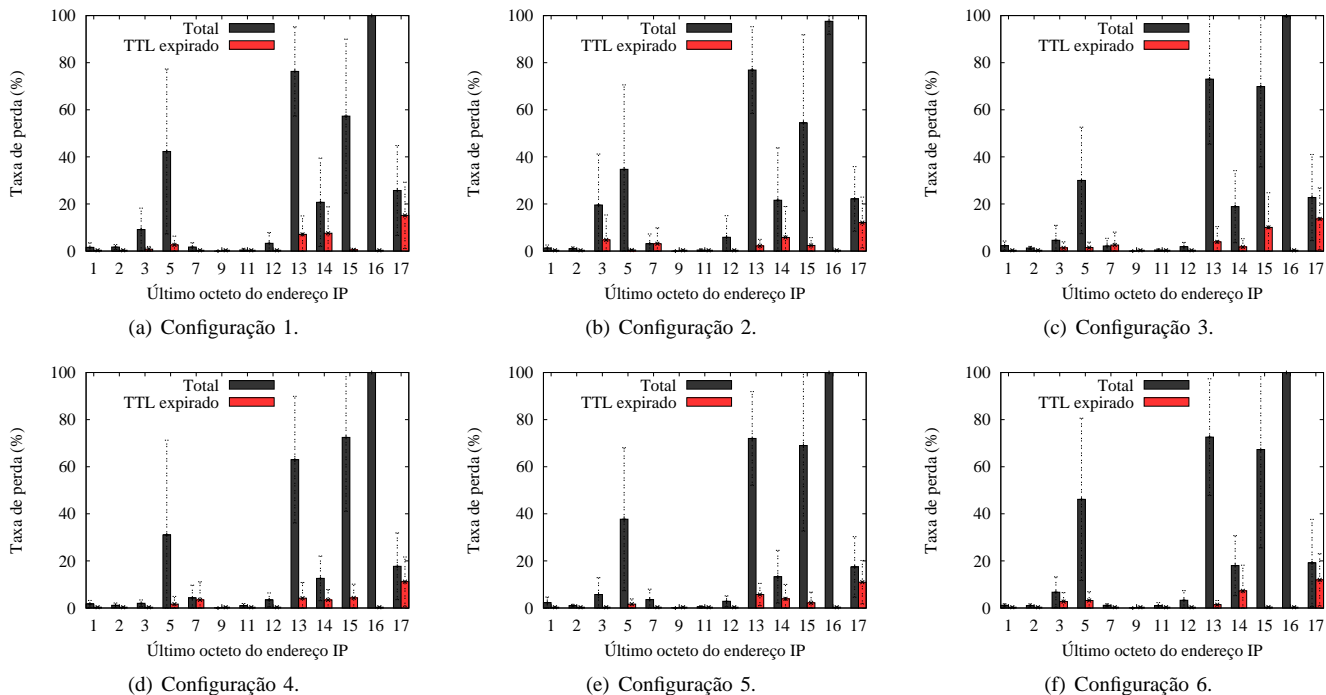 100
80
60
40
20
0
Taxa de perda (%)
Total
TTL expirado
1 2 3 5 7 9 11 12 13 14 15 16 17
Último octeto do endereço IP
(a) Configuração 1.
100
80
60
40
20
0
Taxa de perda (%)
Total
TTL expirado
1 2 3 5 7 9 11 12 13 14 15 16 17
Último octeto do endereço IP
(b) Configuração 2.
100
80
60
40
20
0
Taxa de perda (%)
Total
TTL expirado
1 2 3 5 7 9 11 12 13 14 15 16 17
Último octeto do endereço IP
(c) Configuração 3.
100
80
60
40
20
0
Taxa de perda (%)
Total
TTL expirado
1 2 3 5 7 9 11 12 13 14 15 16 17
Último octeto do endereço IP
(d) Configuração 4.
100
80
60
40
20
0
Taxa de perda (%)
Total
TTL expirado
1 2 3 5 7 9 11 12 13 14 15 16 17
Último octeto do endereço IP
(e) Configuração 5.
100
80
60
40
20
0
Taxa de perda (%)
Total
TTL expirado
1 2 3 5 7 9 11 12 13 14 15 16 17
Último octeto do endereço IP
(f) Configuração 6.